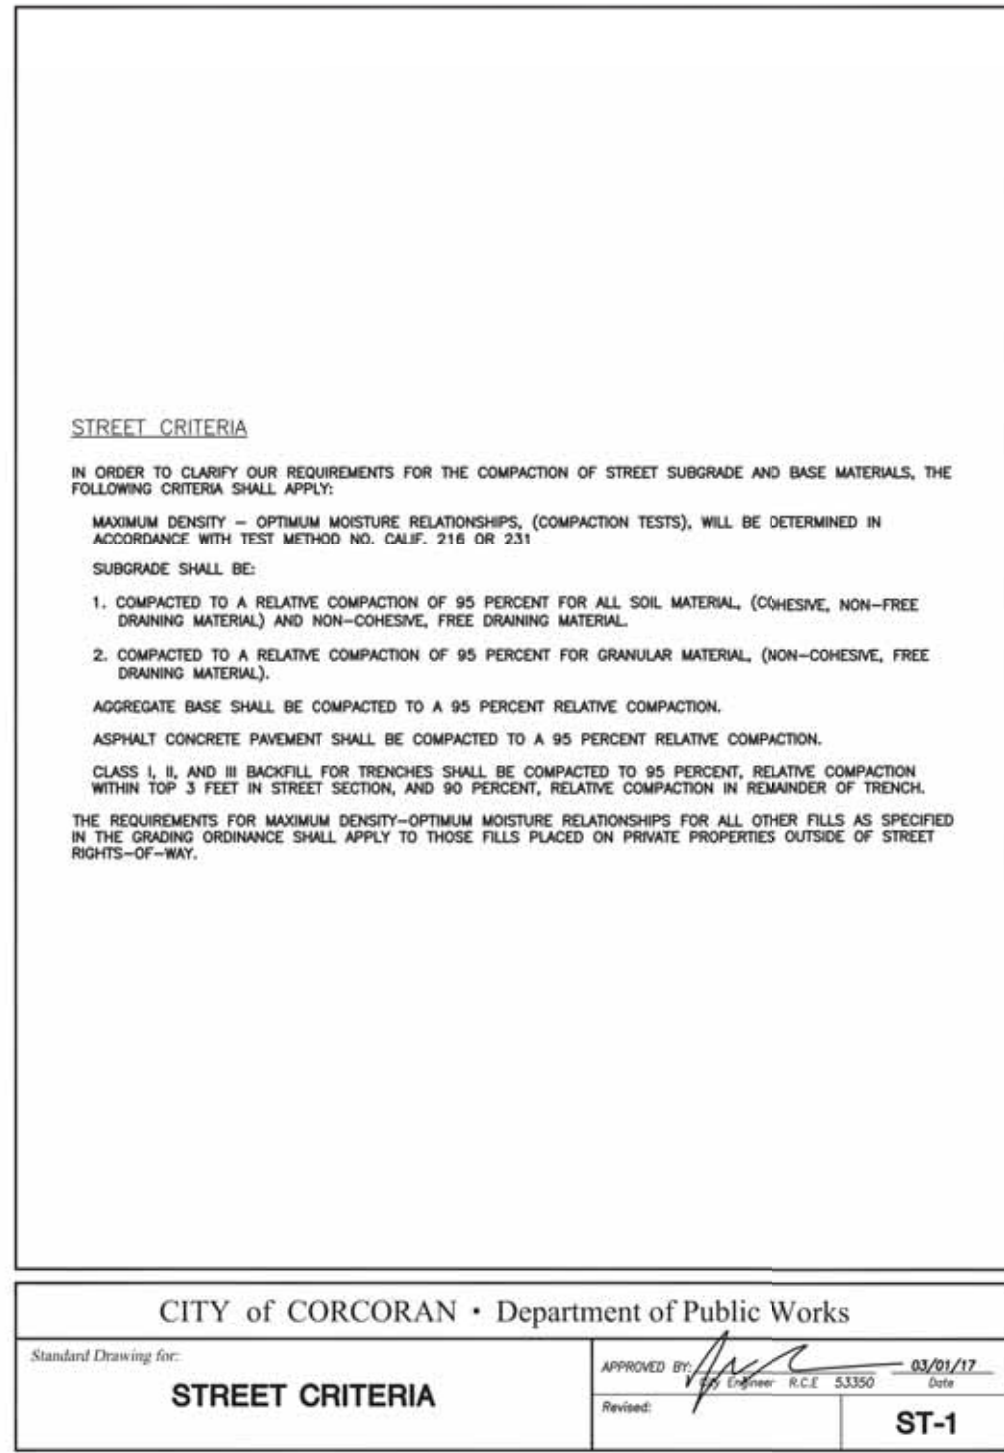 STREET CRITERIA
IN ORDER TO CLARIFY OUR REQUIREMENTS FOR THE COMPACTION OF STREET SUBGRADE AND BASE MATERIALS, THE
FOLLOWING CRITERIA SHALL APPLY:
MAXIMUM DENSITY – OPTIMUM MOISTURE RELATIONSHIPS, (COMPACTION TESTS), WILL BE DETERMINED IN
ACCORDANCE WITH TEST METHOD NO. CALIF. 216 OR 231
SUBGRADE SHALL BE:
1. COMPACTED TO A RELATIVE COMPACTION OF 95 PERCENT FOR ALL SOIL MATERIAL, (COHESIVE, NON-FREE
DRAINING MATERIAL) AND NON-COHESIVE, FREE DRAINING MATERIAL.
2. COMPACTED TO A RELATIVE COMPACTION OF 95 PERCENT FOR GRANULAR MATERIAL, (NON-COHESIVE, FREE
DRAINING MATERIAL).
AGGREGATE BASE SHALL BE COMPACTED TO A 95 PERCENT RELATIVE COMPACTION.
ASPHALT CONCRETE PAVEMENT SHALL BE COMPACTED TO A 95 PERCENT RELATIVE COMPACTION.
CLASS I, II, AND III BACKFILL FOR TRENCHES SHALL BE COMPACTED TO 95 PERCENT, RELATIVE COMPACTION
WITHIN TOP 3 FEET IN STREET SECTION, AND 90 PERCENT, RELATIVE COMPACTION IN REMAINDER OF TRENCH.
THE REQUIREMENTS FOR MAXIMUM DENSITY-OPTIMUM MOISTURE RELATIONSHIPS FOR ALL OTHER FILLS AS SPECIFIED
IN THE GRADING ORDINANCE SHALL APPLY TO THOSE FILLS PLACED ON PRIVATE PROPERTIES OUTSIDE OF STREET
RIGHTS-OF-WAY.
CITY of CORCORAN • Department of Public Works
Standard Drawing for:
STREET CRITERIA
APPROVED BY: 03/01/17
City Engineer R.C.E 53350 Date
Revised:
ST-1